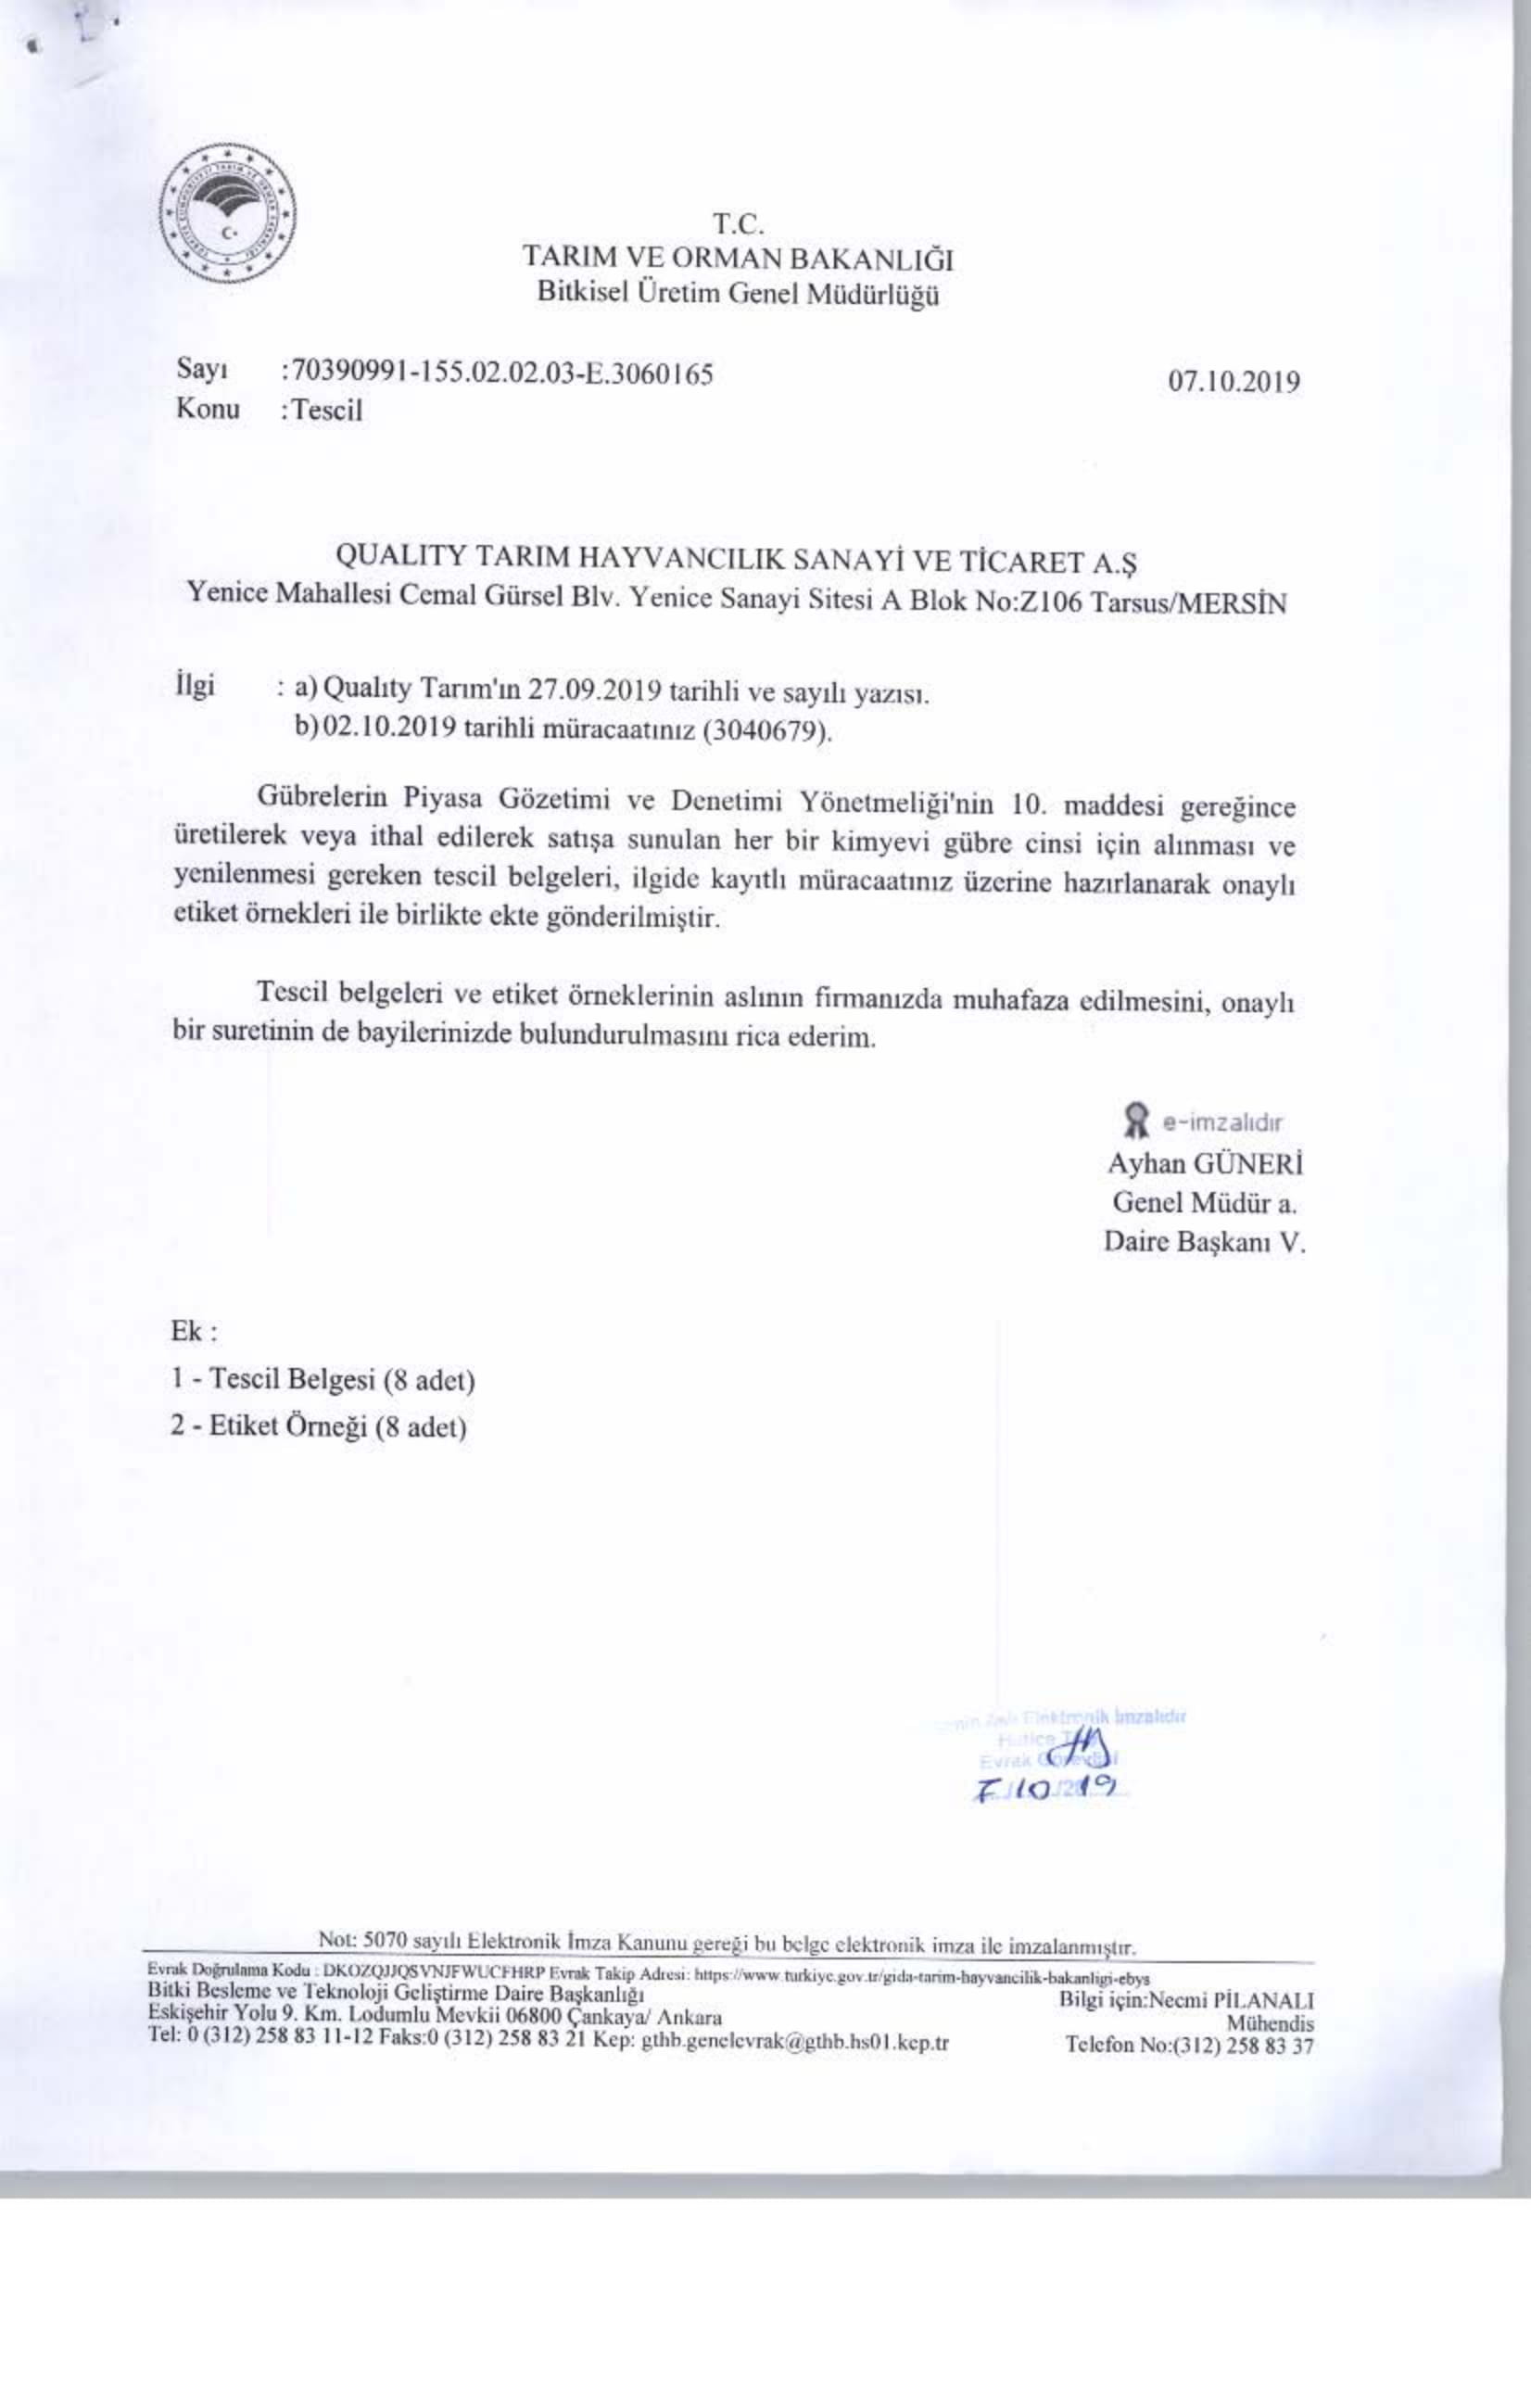 T.C.
TARIM VE ORMAN BAKANLIĞI
Bitkisel Üretim Genel Müdürlüğü
Sayı :70390991-155.02.02.03-E.3060165 07.10.2019
Konu :Tescil
QUALITY TARIM HAYVANCILIK SANAYİ VE TİCARET A.Ş
Yenice Mahallesi Cemal Gürsel Blv. Yenice Sanayi Sitesi A Blok No:Z106 Tarsus/MERSİN
İlgi : a) Qualıty Tarım'ın 27.09.2019 tarihli ve sayılı yazısı.
b)02.10.2019 tarihli müracaatınız (3040679).
Gübrelerin Piyasa Gözetimi ve Denetimi Yönetmeliği'nin 10. maddesi gereğince
üretilerek veya ithal edilerek satışa sunulan her bir kimyevi gübre cinsi için alınması ve
yenilenmesi gereken tescil belgeleri, ilgide kayıtlı müracaatınız üzerine hazırlanarak onaylı
etiket örnekleri ile birlikte ekte gönderilmiştir.
Tescil belgeleri ve etiket örneklerinin aslının firmanızda muhafaza edilmesini, onaylı
bir suretinin de bayilerinizde bulundurulmasını rica ederim.
e-imzalıdır
Ayhan GÜNERİ
Genel Müdür a.
Daire Başkanı V.
Ek :
1 - Tescil Belgesi (8 adet)
2 - Etiket Örneği (8 adet)
Elektronik İmzalıdır
Evrak Görevlisi
7/10/2019
Not: 5070 sayılı Elektronik İmza Kanunu gereği bu belge elektronik imza ile imzalanmıştır.
Evrak Doğrulama Kodu : DKOZQJJQSVNJFWUCFHRP Evrak Takip Adresi: https://www.turkiye.gov.tr/gida-tarim-hayvancilik-bakanligi-ebys
Bitki Besleme ve Teknoloji Geliştirme Daire Başkanlığı Bilgi için:Necmi PİLANALI
Eskişehir Yolu 9. Km. Lodumlu Mevkii 06800 Çankaya/ Ankara Mühendis
Tel: 0 (312) 258 83 11-12 Faks:0 (312) 258 83 21 Kep: gthb.genelevrak@gthb.hs01.kep.tr Telefon No:(312) 258 83 37